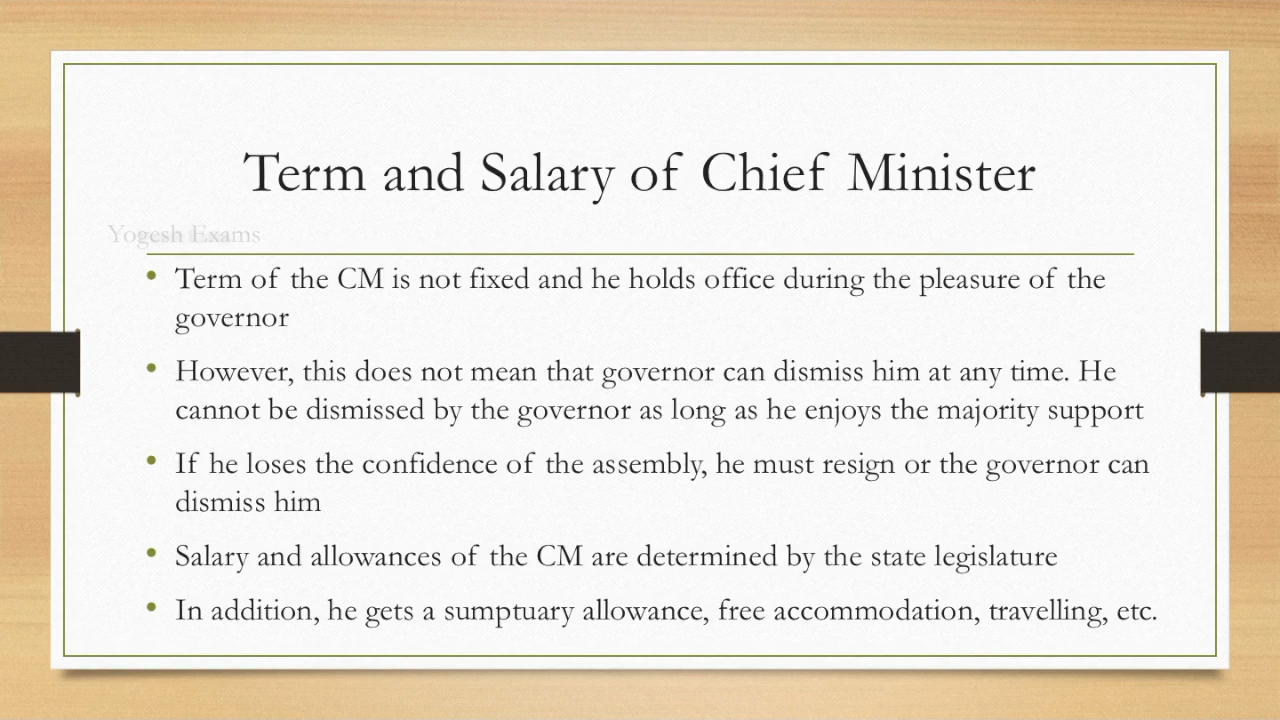 Term and Salary of Chief Minister
Yogesh Exams
• Term of the CM is not fixed and he holds office during the pleasure of the
governor
• However, this does not mean that governor can dismiss him at any time. He
cannot be dismissed by the governor as long as he enjoys the majority support
• If he loses the confidence of the assembly, he must resign or the governor can
dismiss him
• Salary and allowances of the CM are determined by the state legislature
• In addition, he gets a sumptuary allowance, free accommodation, travelling, etc.